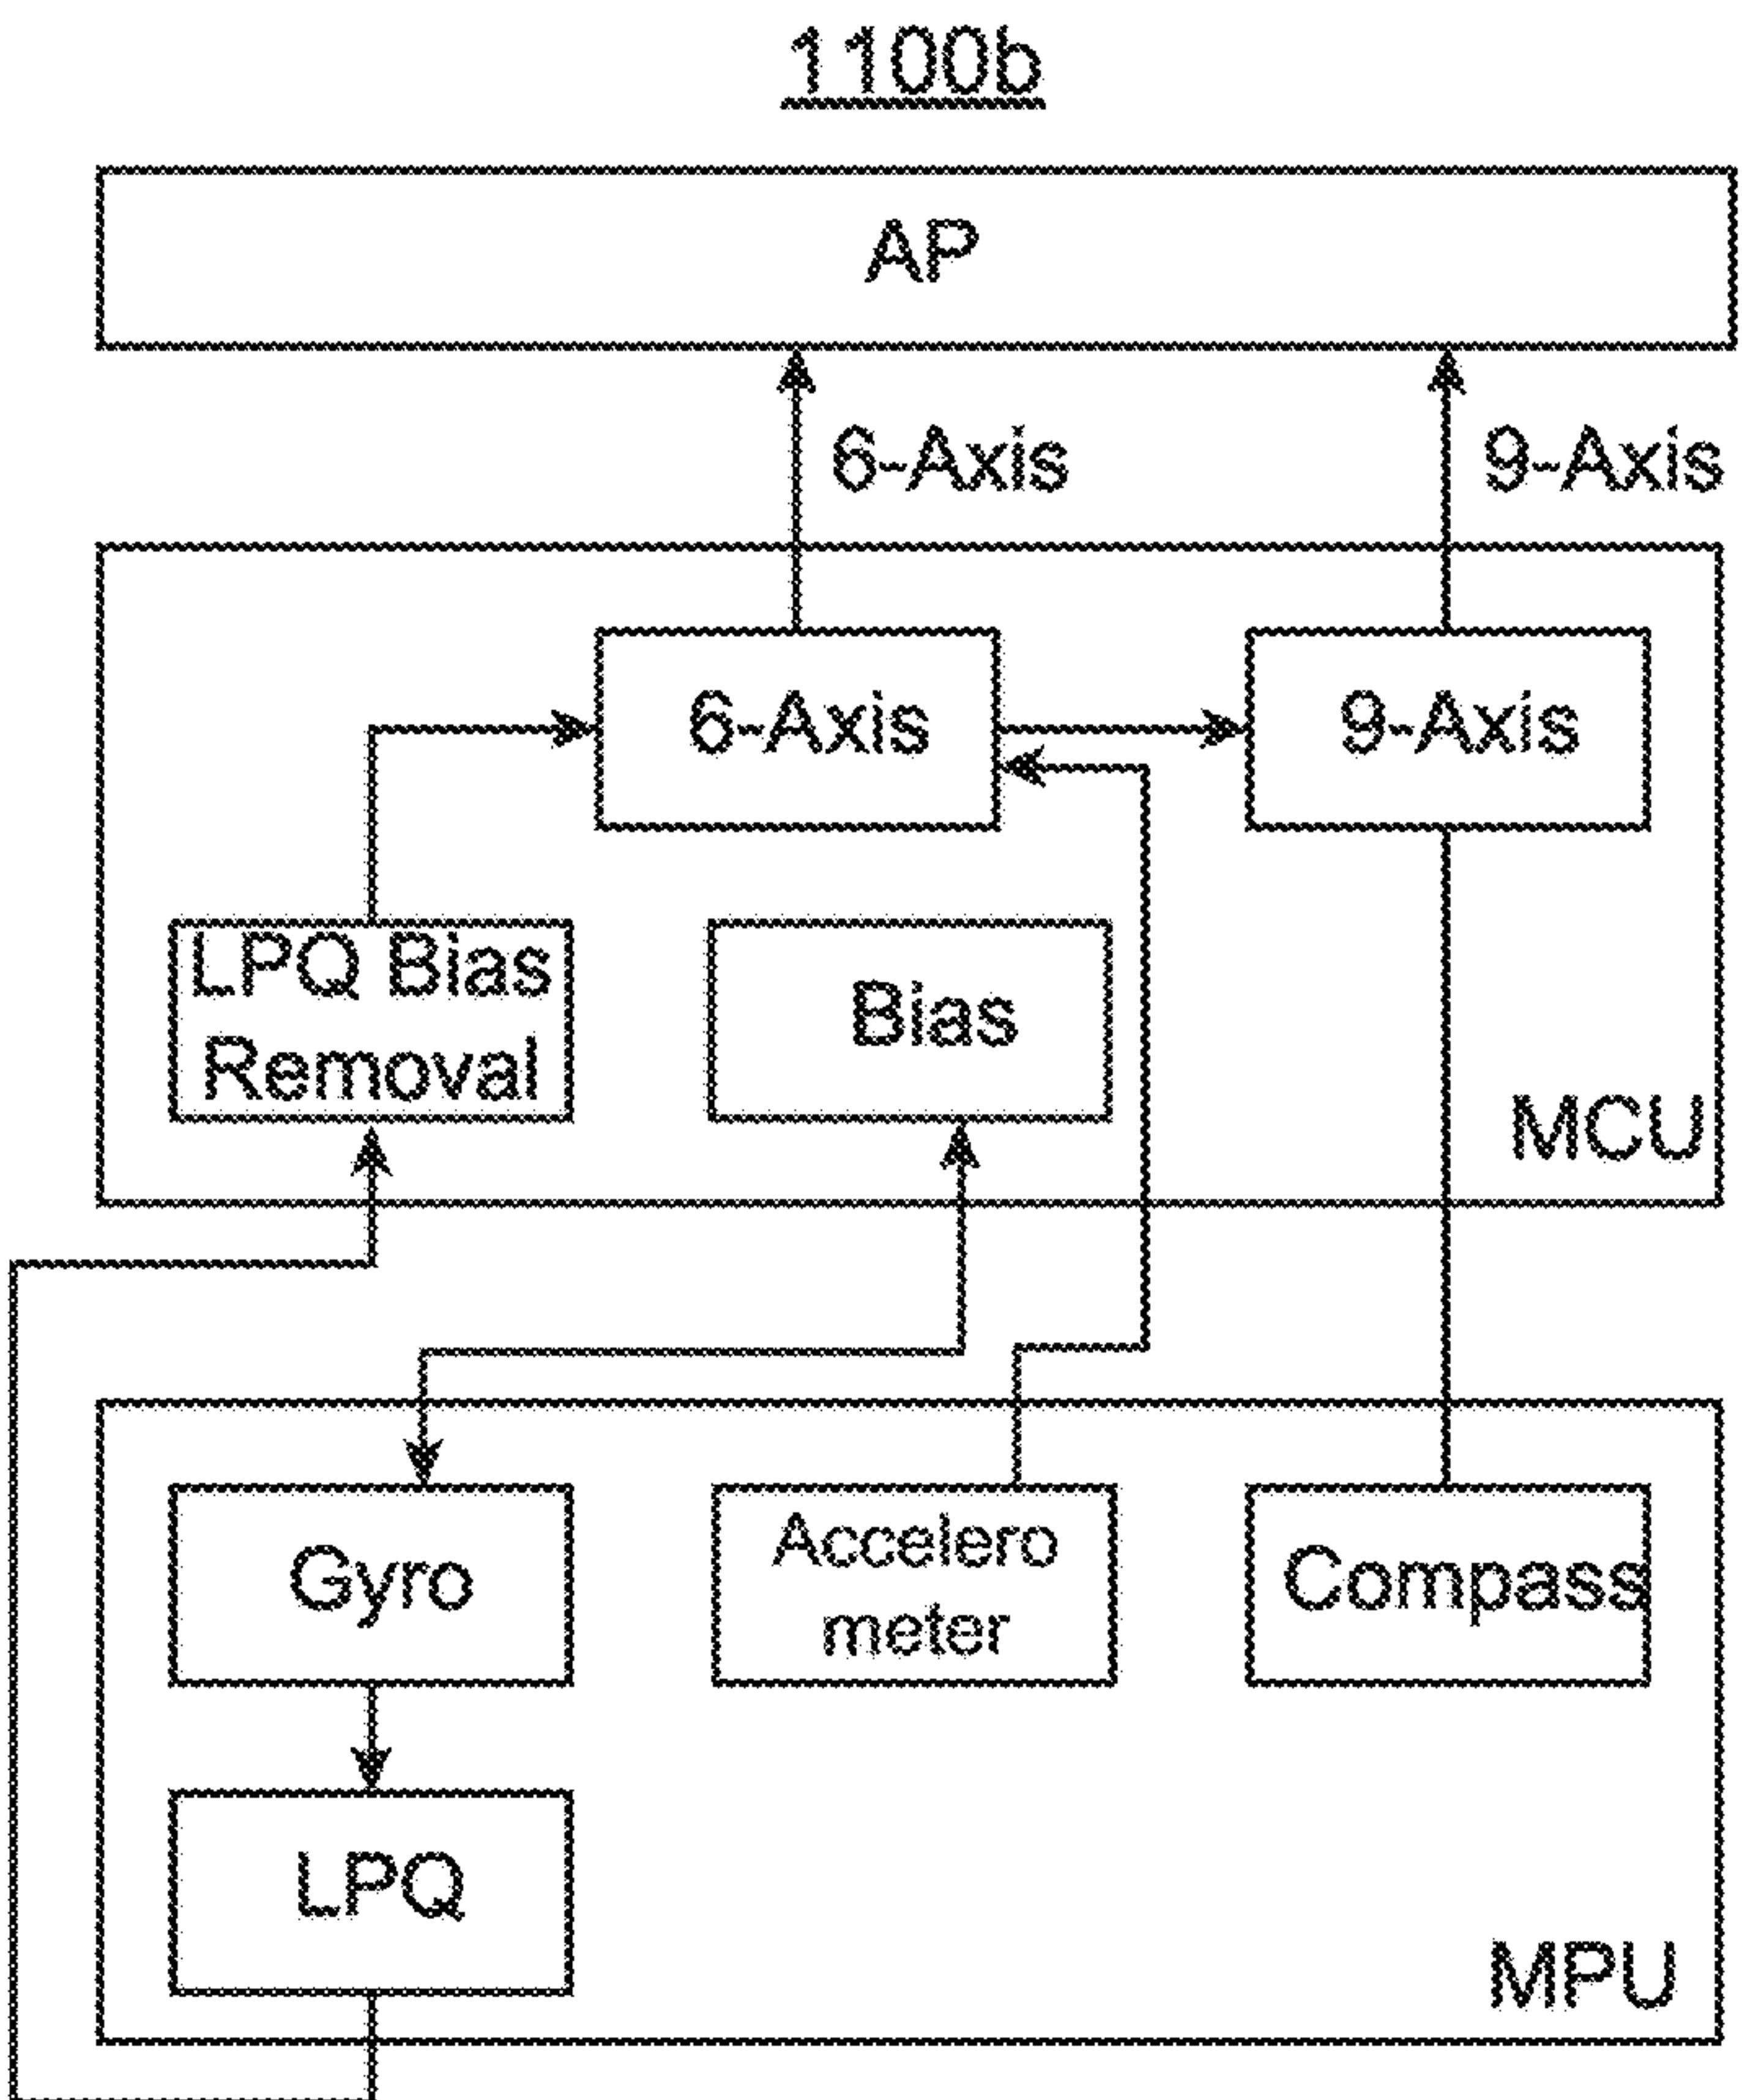 1100b
AP
6-Axis
9-Axis
6-Axis
9-Axis
LPQ Bias
Removal
Bias
MCU
Gyro
Accelero
meter
Compass
LPQ
MPU